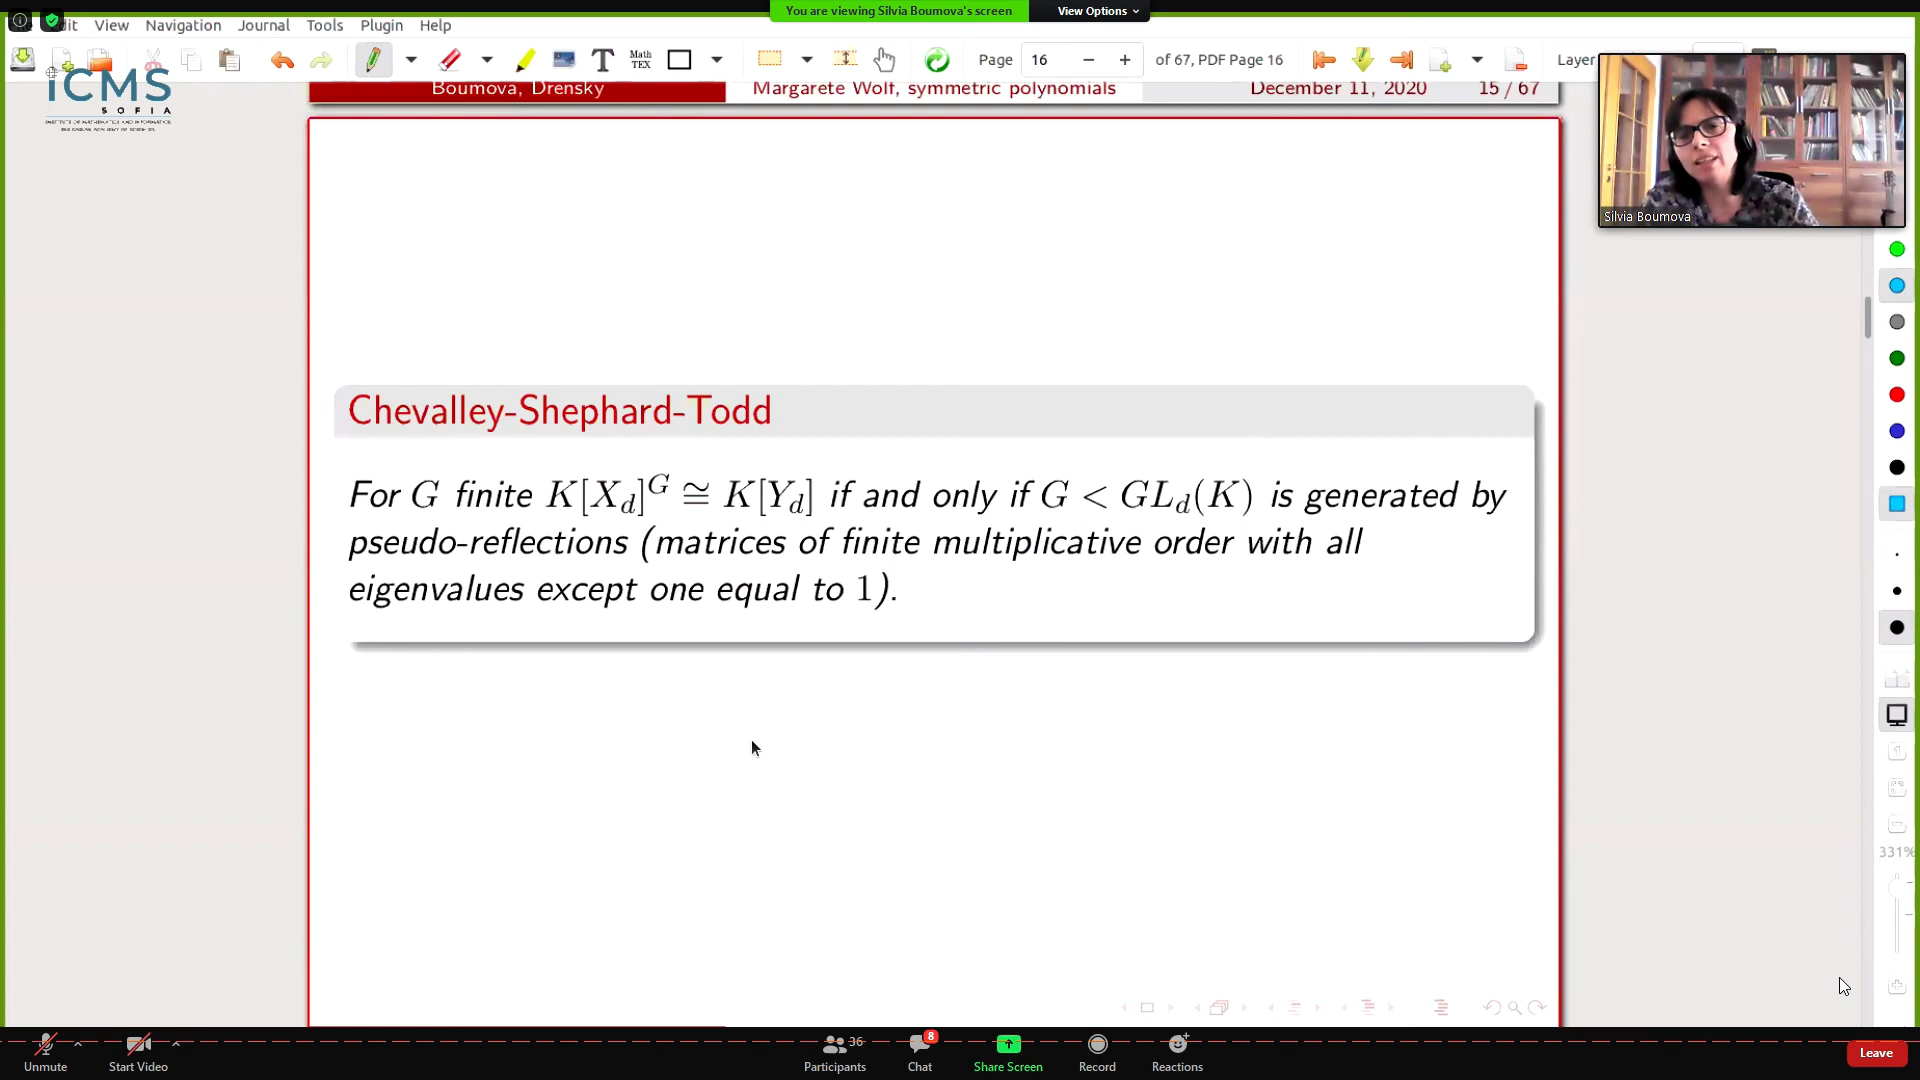 You are viewing Silvia Boumova's screen
View Options
View Navigation Journal Tools Plugin Help
Math
TEX
Page 16 of 67, PDF Page 16
Layer
iCMS
SOFIA
Boumova, Drensky
Margarete Wolf, symmetric polynomials
December 11, 2020 15 / 67
Silvia Boumova
Chevalley-Shephard-Todd
For G finite K[X_d]^G ≅ K[Y_d] if and only if G < GL_d(K) is generated by
pseudo-reflections (matrices of finite multiplicative order with all
eigenvalues except one equal to 1).
331%
Unmute
Start Video
36
Participants
8
Chat
Share Screen
Record
Reactions
Leave